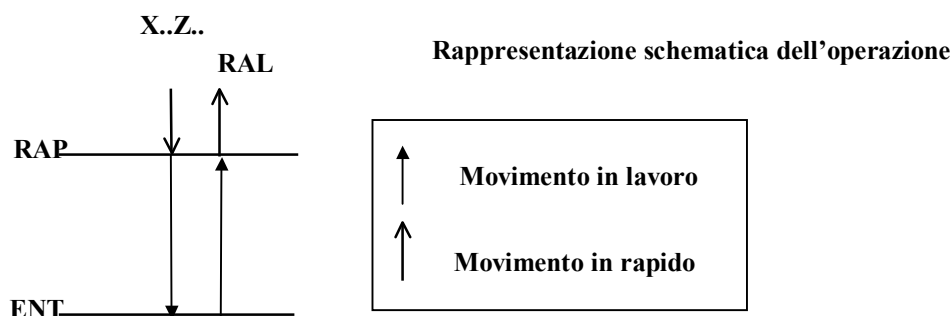 X..Z..
Rappresentazione schematica dell’operazione
RAL
RAP
Movimento in lavoro
Movimento in rapido
ENT